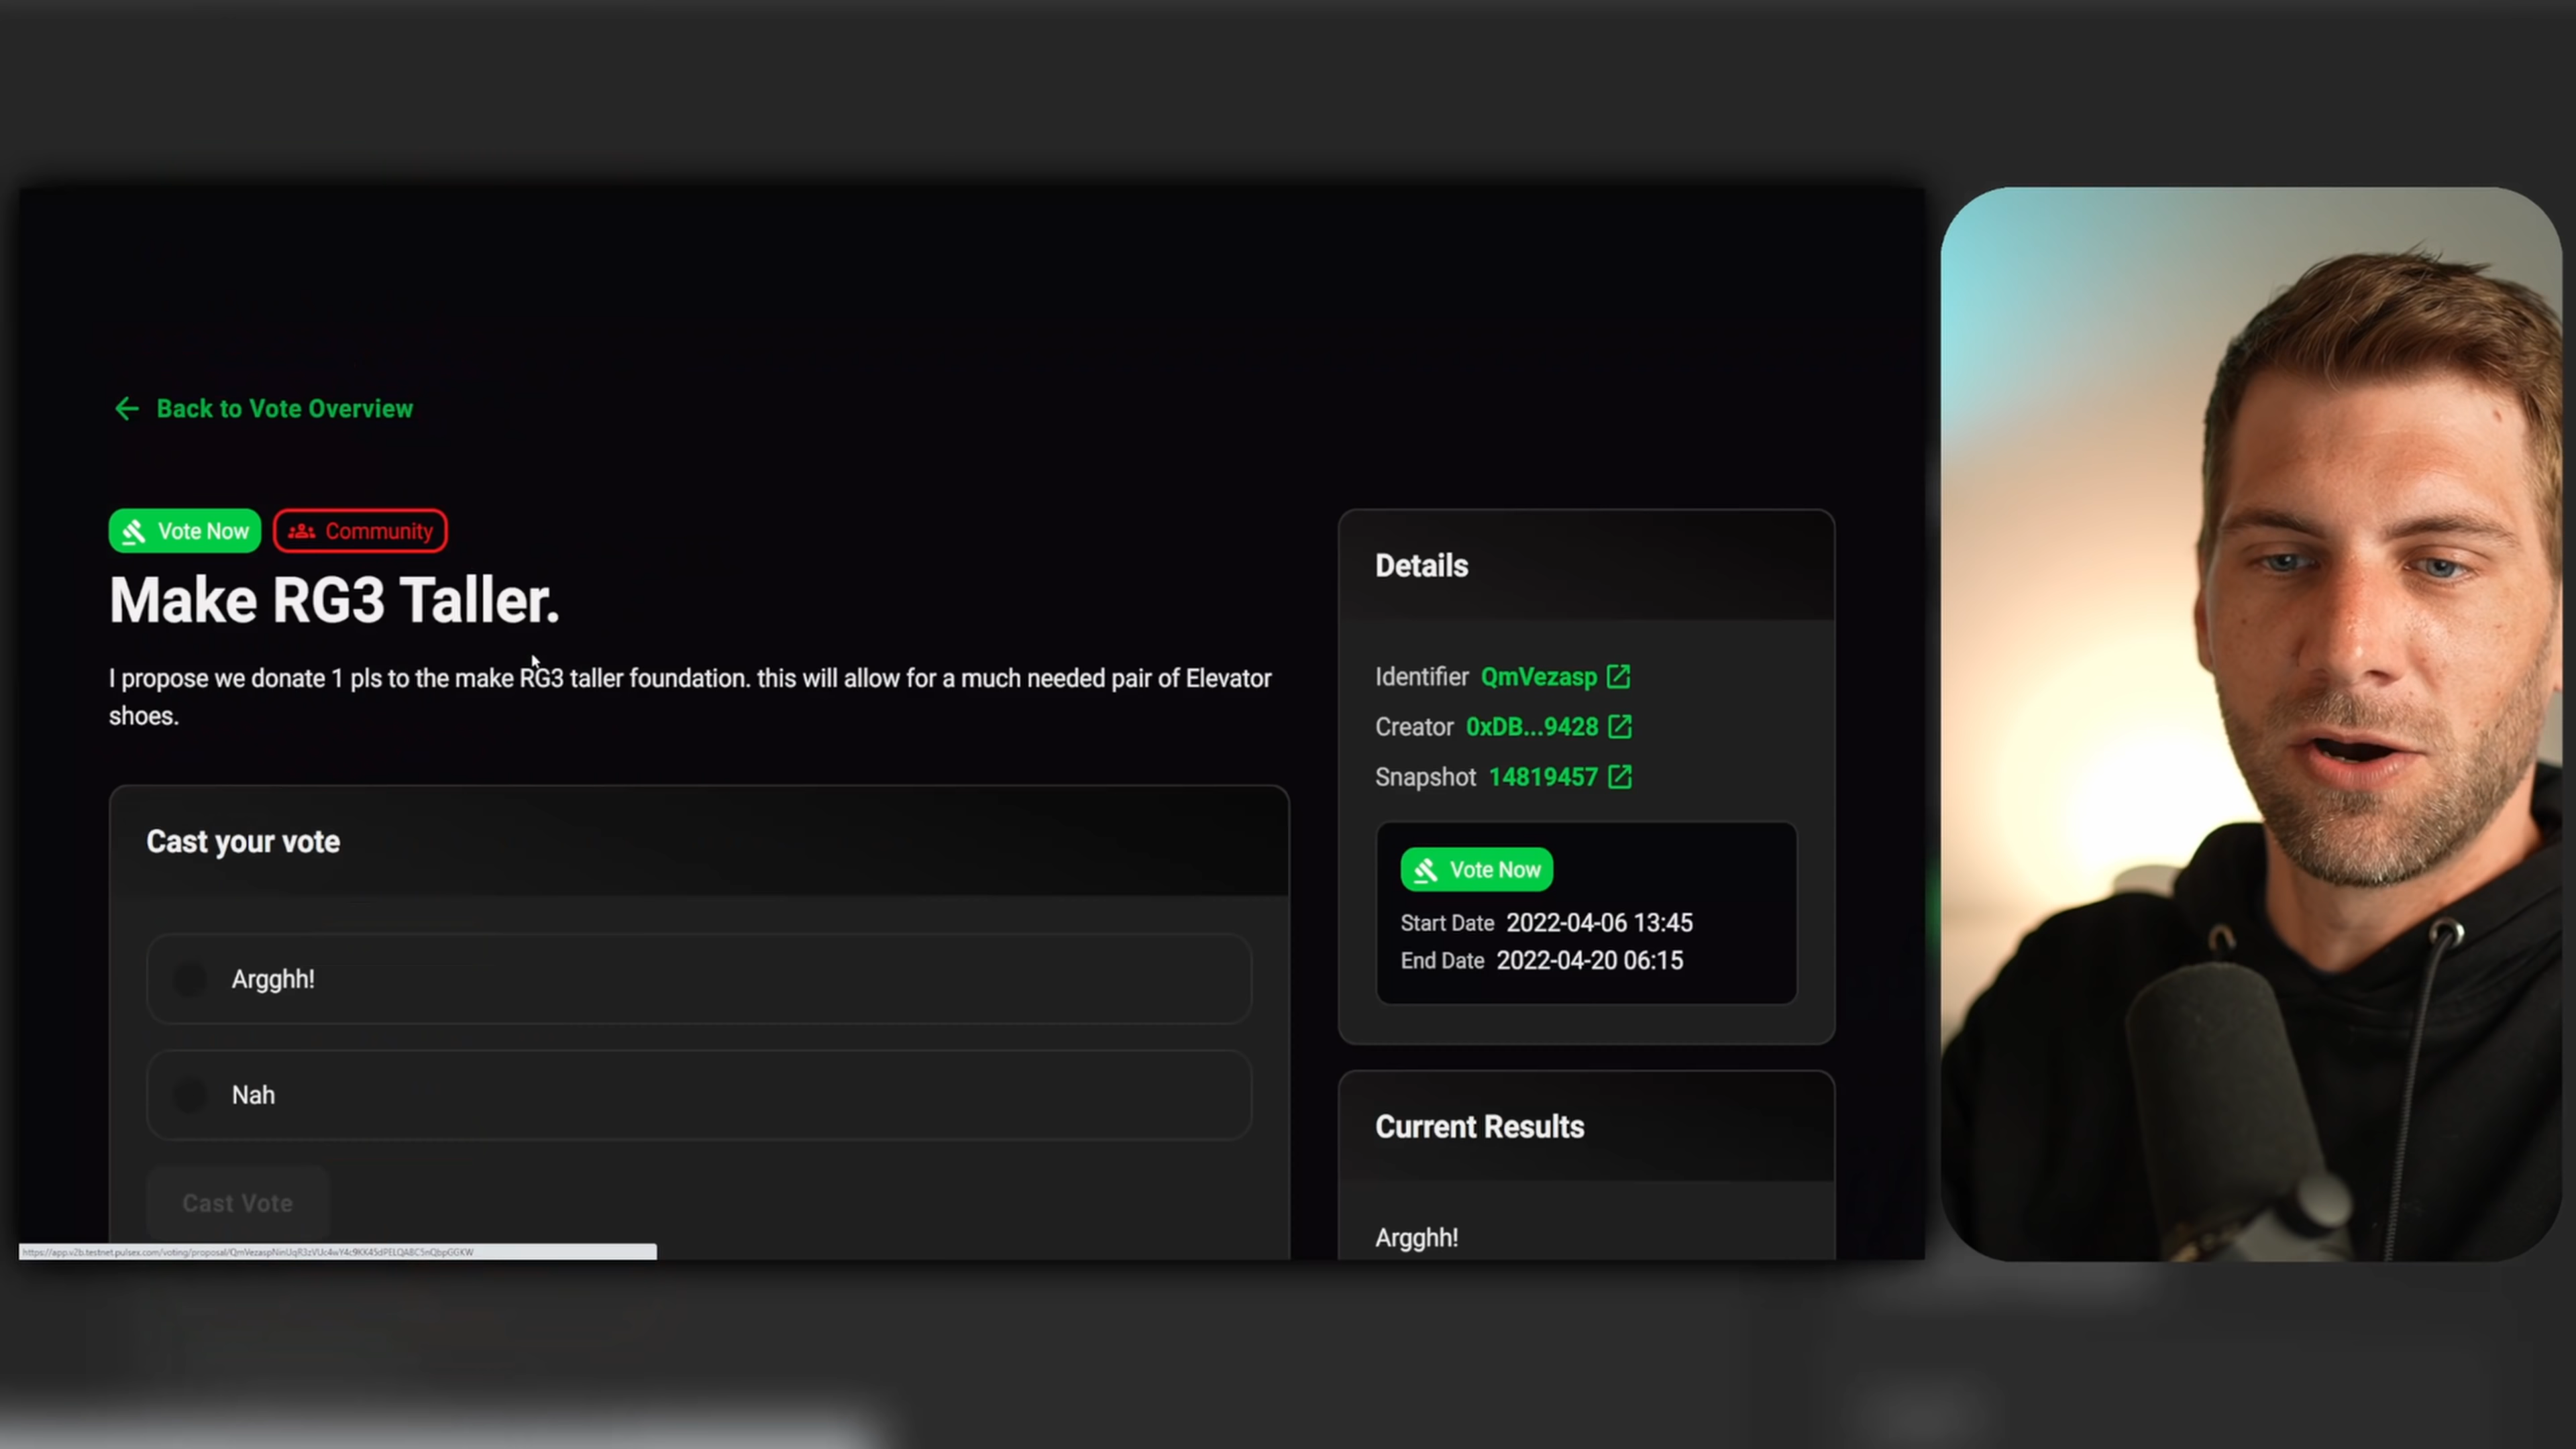 Back to Vote Overview
Vote Now
Community
Make RG3 Taller.
I propose we donate 1 pls to the make RG3 taller foundation. this will allow for a much needed pair of Elevator
shoes.
Cast your vote
Argghh!
Nah
Cast Vote
Details
Identifier QmVezasp
Creator 0xDB...9428
Snapshot 14819457
Vote Now
Start Date 2022-04-06 13:45
End Date 2022-04-20 06:15
Current Results
Argghh!